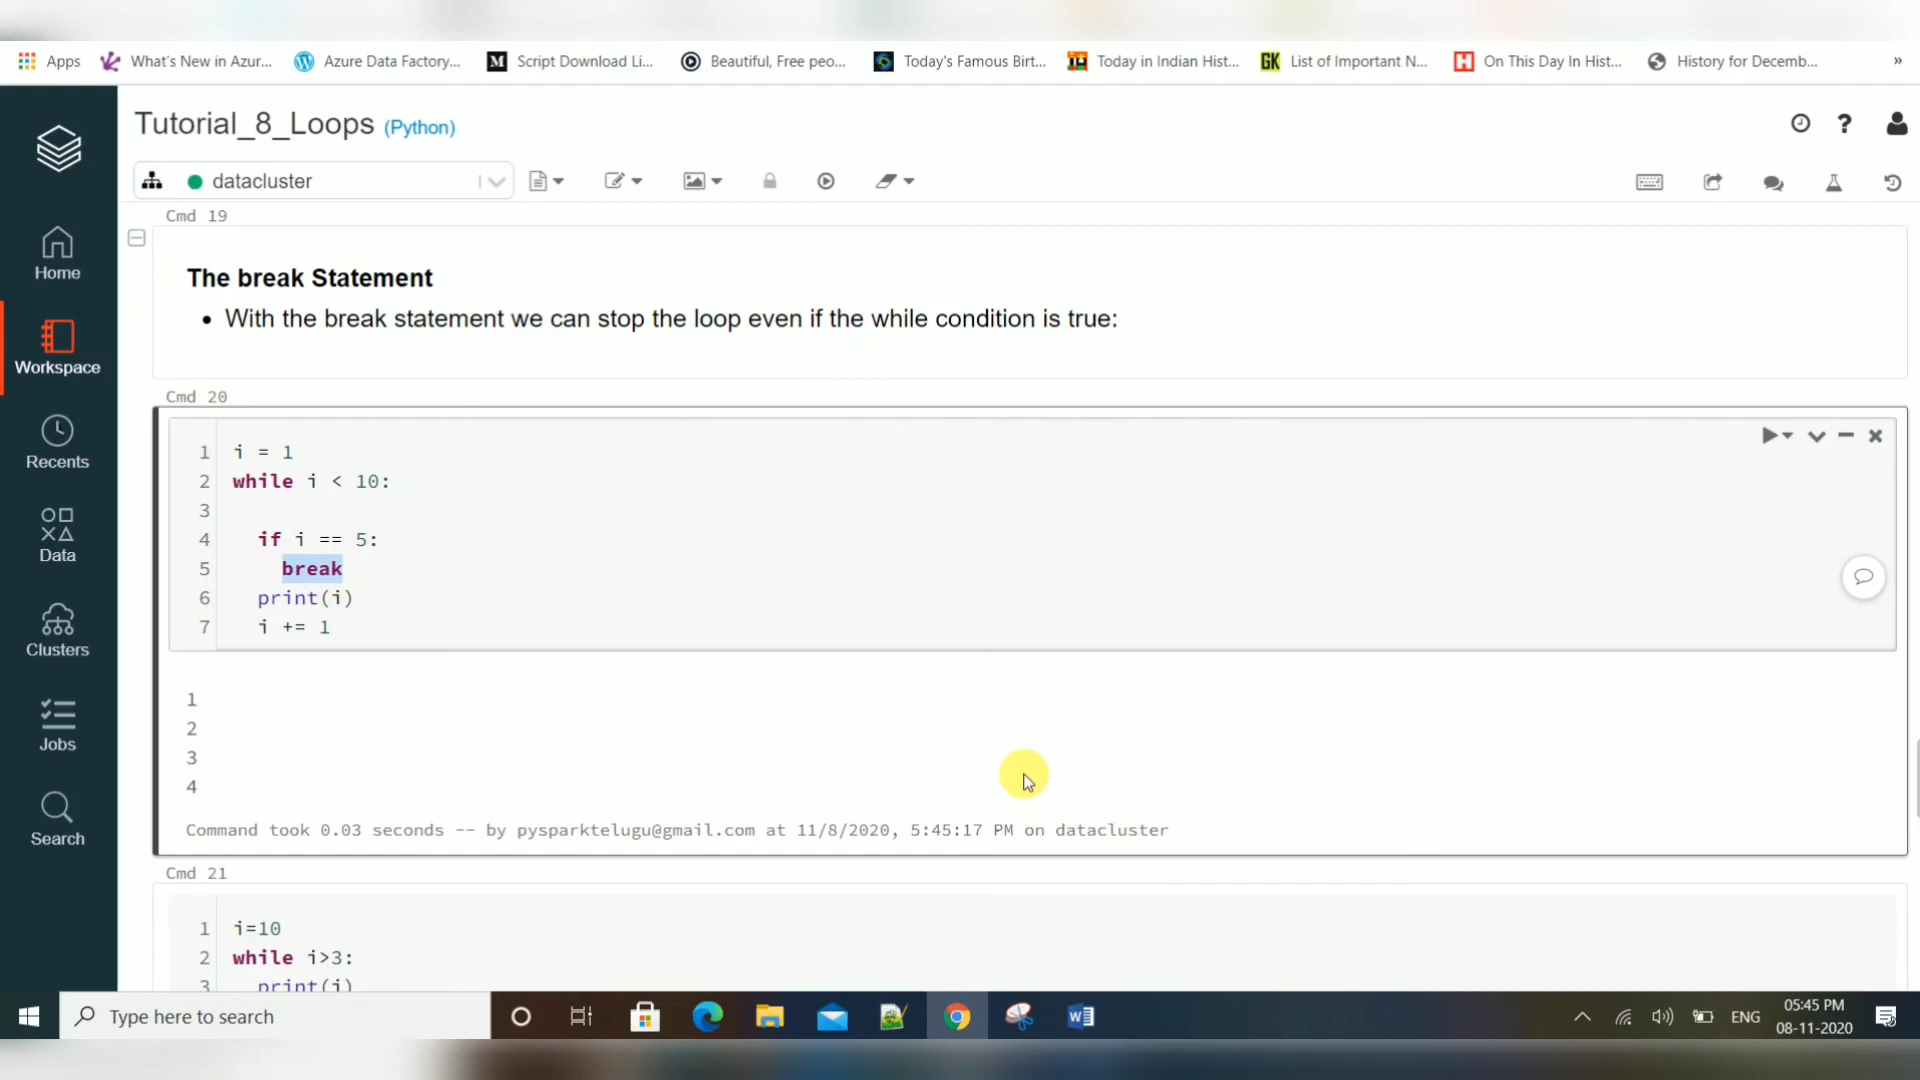 Apps What's New in Azur... Azure Data Factory... Script Download Li... Beautiful, Free peo... Today's Famous Birt... Today in Indian Hist... GK List of Important N... H On This Day In Hist... History for Decemb... »
Tutorial_8_Loops (Python)
datacluster
Home
Workspace
Recents
Data
Clusters
Jobs
Search
Cmd 19
The break Statement
• With the break statement we can stop the loop even if the while condition is true:
Cmd 20
1 i = 1
2 while i < 10:
3
4 if i == 5:
5 break
6 print(i)
7 i += 1
1
2
3
4
Command took 0.03 seconds -- by pysparktelugu@gmail.com at 11/8/2020, 5:45:17 PM on datacluster
Cmd 21
1 i=10
2 while i>3:
3 print(i)
Type here to search
ENG
05:45 PM
08-11-2020